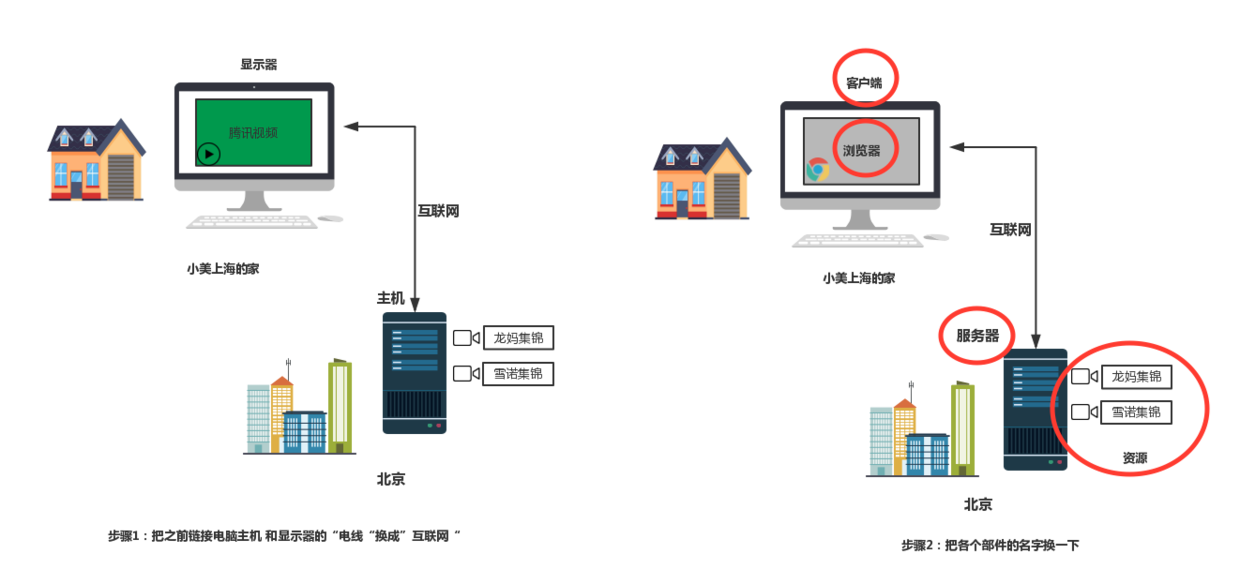 显示器
腾讯视频
互联网
小美上海的家
主机
龙妈集锦
雪诺集锦
北京
步骤1：把之前链接电脑主机 和显示器的“电线“换成”互联网“
客户端
浏览器
互联网
小美上海的家
服务器
龙妈集锦
雪诺集锦
资源
北京
步骤2：把各个部件的名字换一下